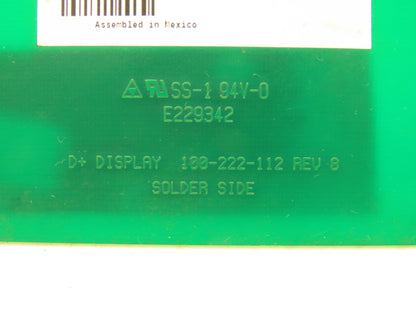 Assembled in Mexico
SS-1 94V-0
E229342
D+ DISPLAY 100-222-112 REV 8
SOLDER SIDE